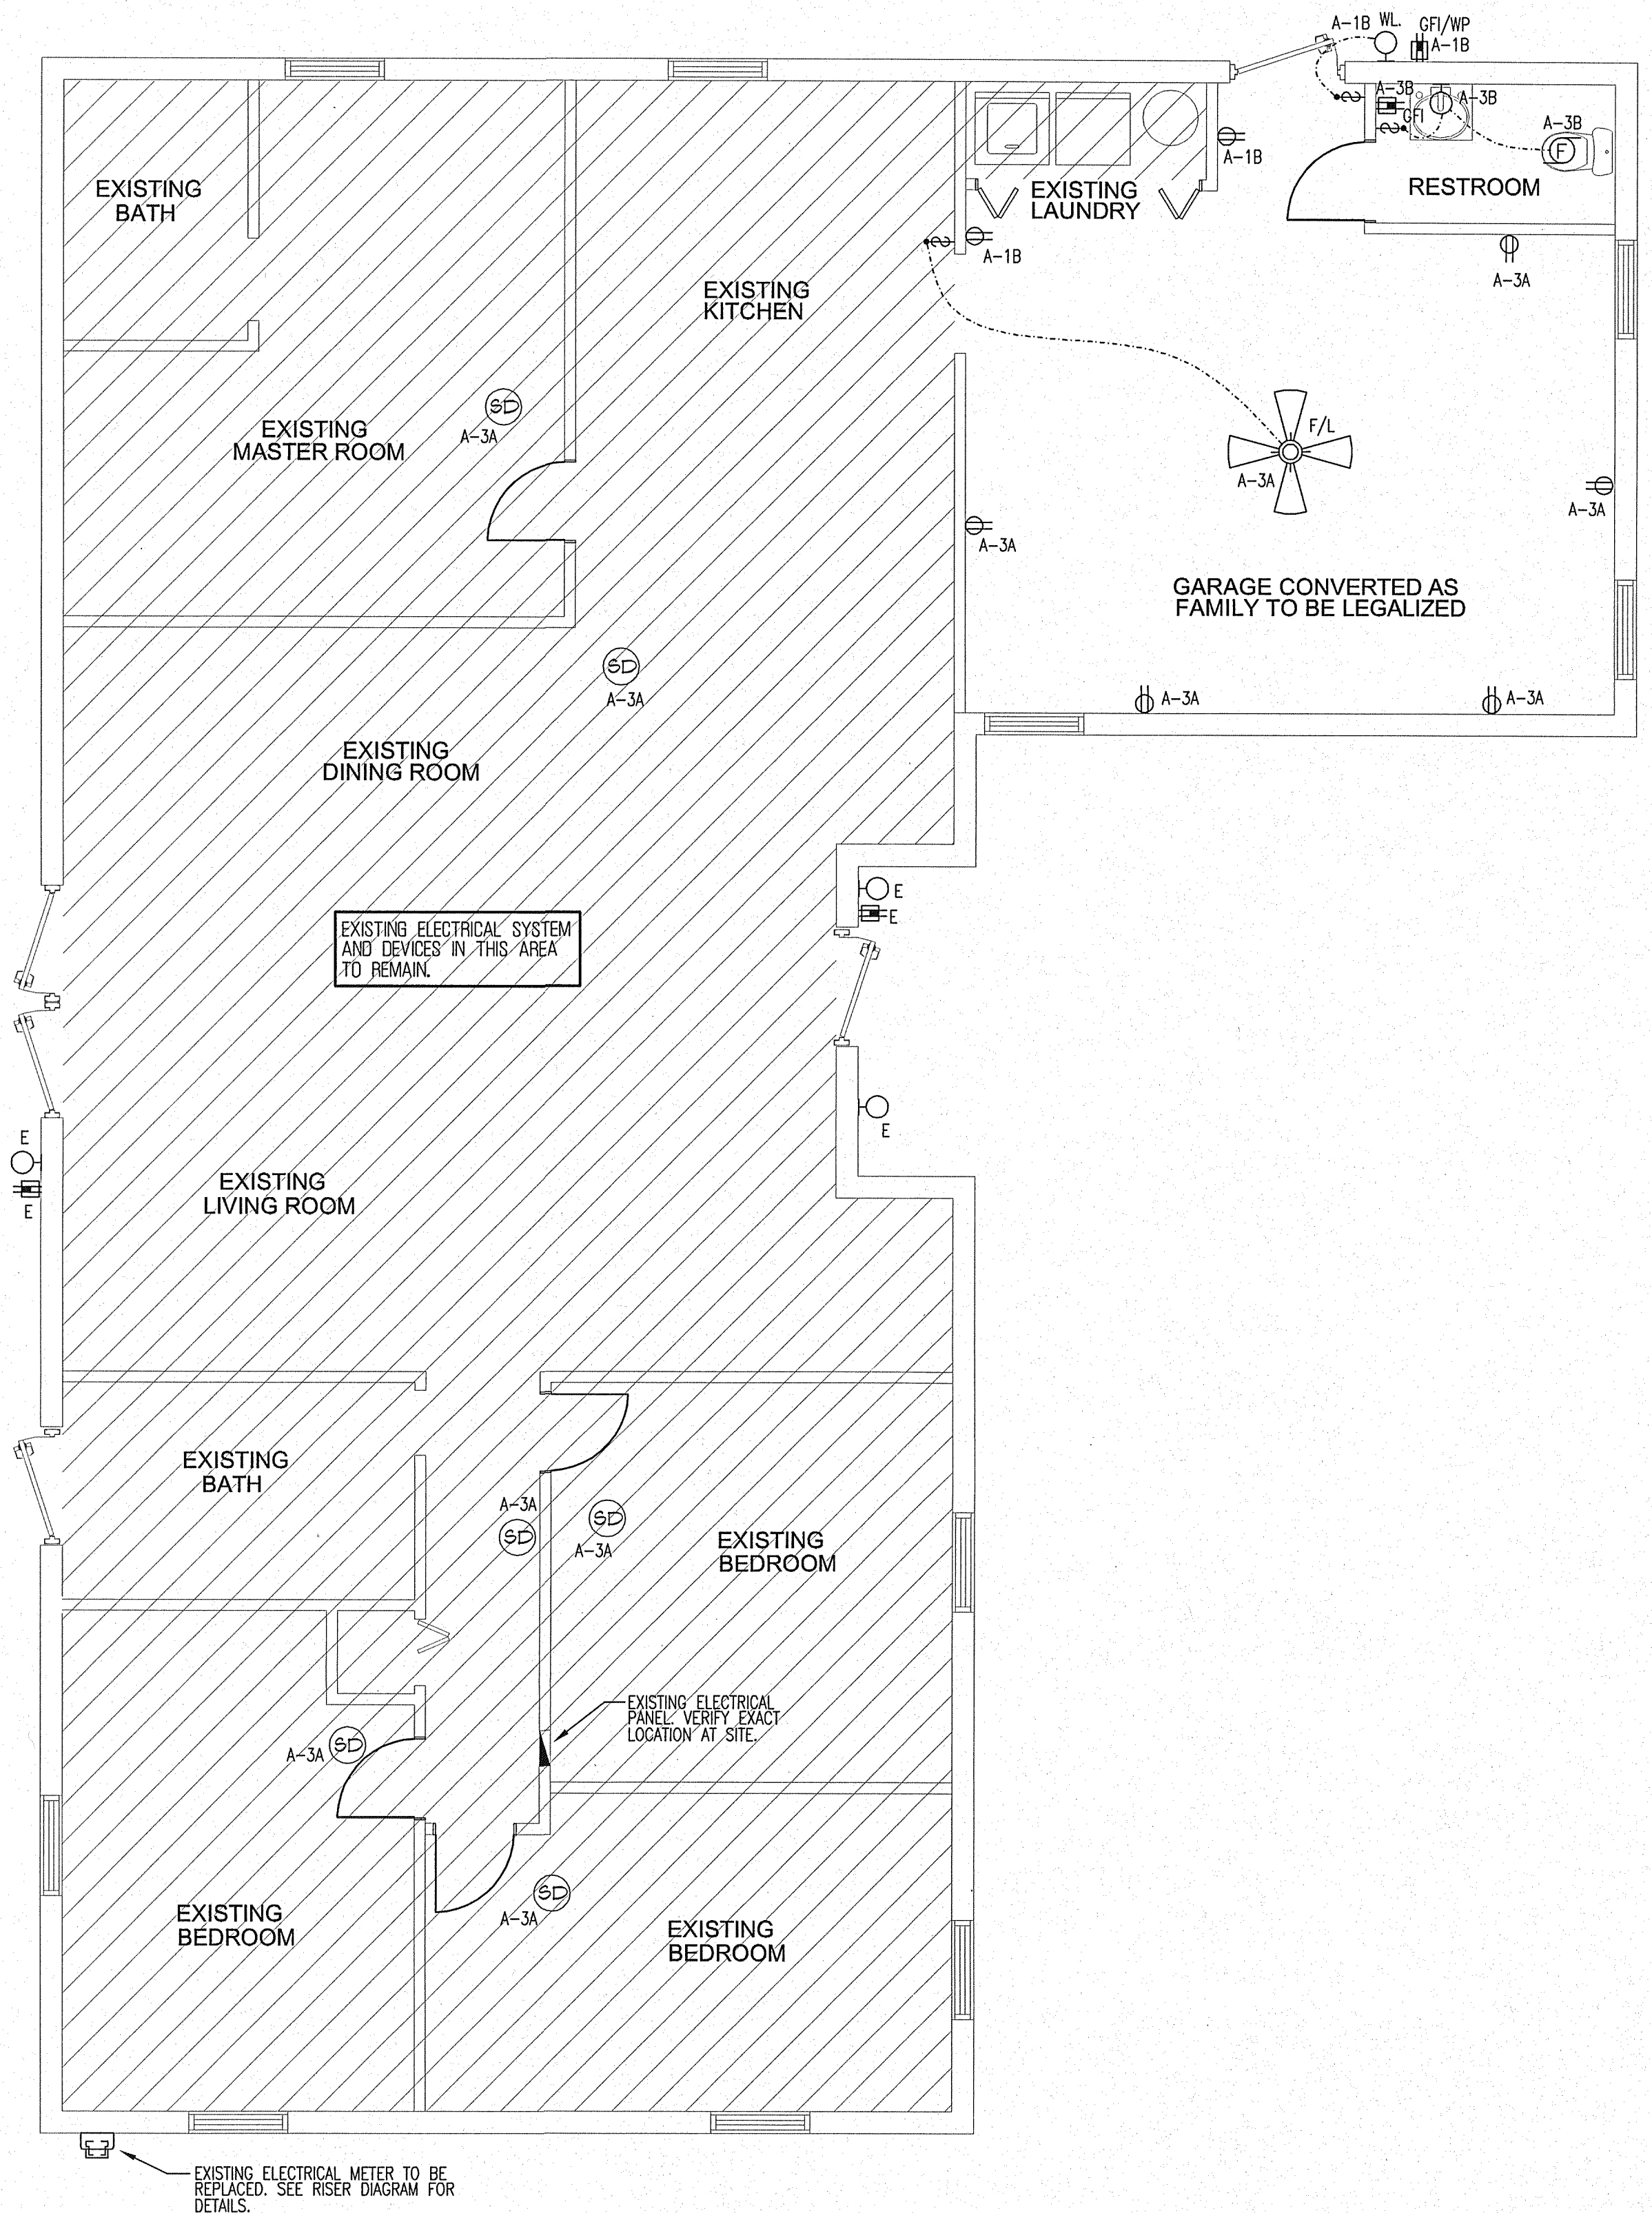 A-1B WL.
GFI/WP
A-1B
A-3B
GFI
A-3B
A-3B
F
A-1B
RESTROOM
EXISTING
BATH
EXISTING
LAUNDRY
A-1B
A-3A
EXISTING
KITCHEN
EXISTING
MASTER ROOM
SD
A-3A
F/L
A-3A
A-3A
A-3A
GARAGE CONVERTED AS
FAMILY TO BE LEGALIZED
SD
A-3A
A-3A
A-3A
EXISTING
DINING ROOM
E
E
EXISTING ELECTRICAL SYSTEM
AND DEVICES IN THIS AREA
TO REMAIN.
E
E
E
EXISTING
LIVING ROOM
EXISTING
BATH
A-3A
SD
SD
A-3A
EXISTING
BEDROOM
EXISTING ELECTRICAL
PANEL. VERIFY EXACT
LOCATION AT SITE.
A-3A
SD
SD
A-3A
EXISTING
BEDROOM
EXISTING
BEDROOM
EXISTING ELECTRICAL METER TO BE
REPLACED. SEE RISER DIAGRAM FOR
DETAILS.